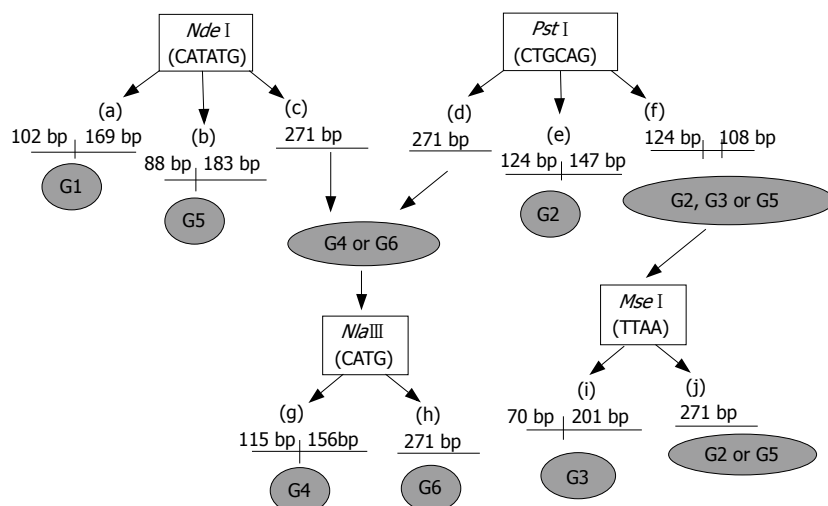 Nde I
(CATATG)
Pst I
(CTGCAG)
(a)
(b)
(c)
(d)
(e)
(f)
102 bp 169 bp
88 bp 183 bp
271 bp
271 bp
124 bp 147 bp
124 bp 108 bp
G1
G5
G4 or G6
G2
G2, G3 or G5
NlaIII
(CATG)
Mse I
(TTAA)
(g)
(h)
(i)
(j)
115 bp 156bp
271 bp
70 bp 201 bp
271 bp
G4
G6
G3
G2 or G5